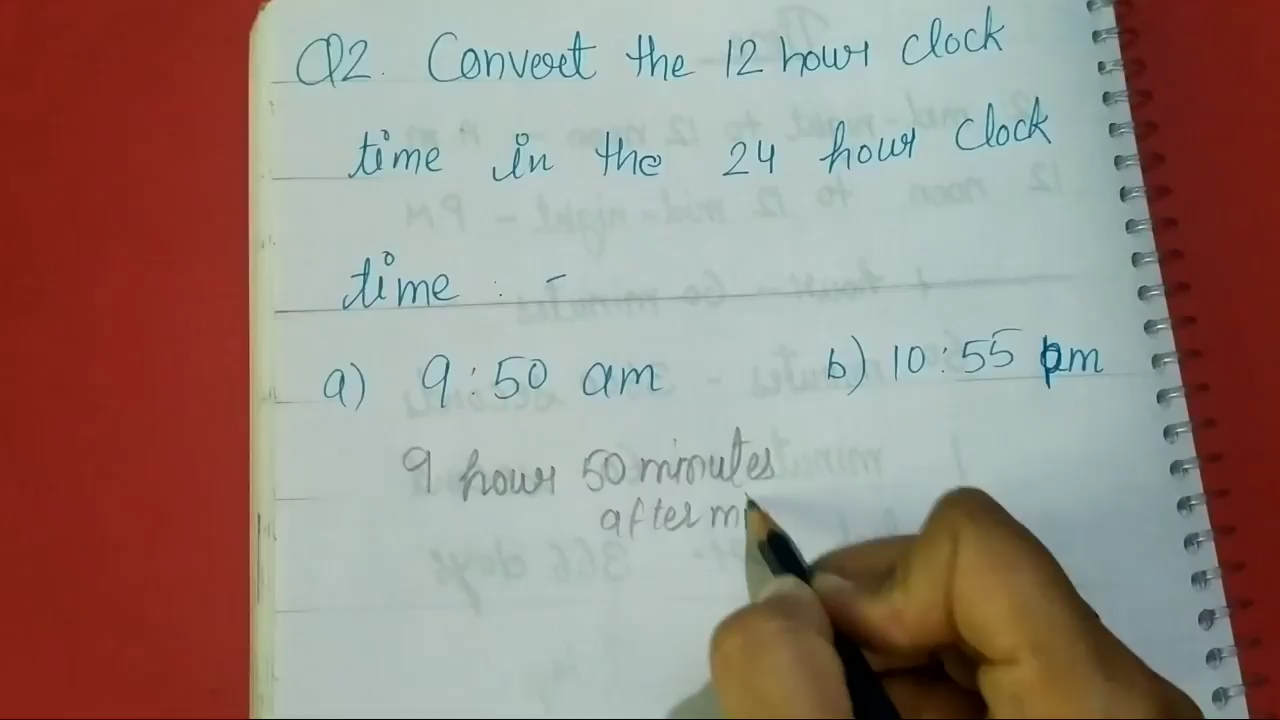 Q2. Convert the 12 hour clock
time in the 24 hour clock
time : -
a) 9:50 am b) 10:55 pm
9 hour 50 minutes
after m